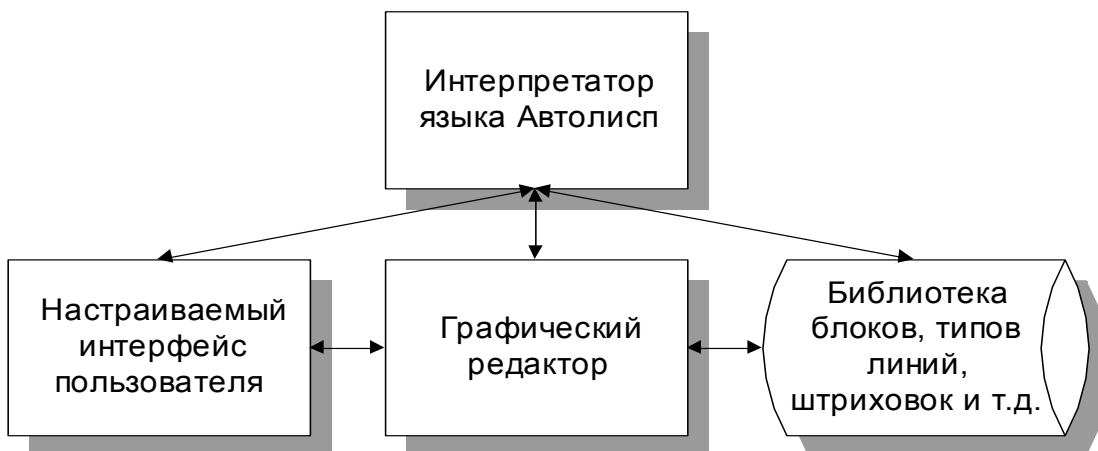 Интерпретатор
языка Автолисп
Настраиваемый
интерфейс
пользователя
Графический
редактор
Библиотека
блоков, типов
линий,
штриховок и т.д.